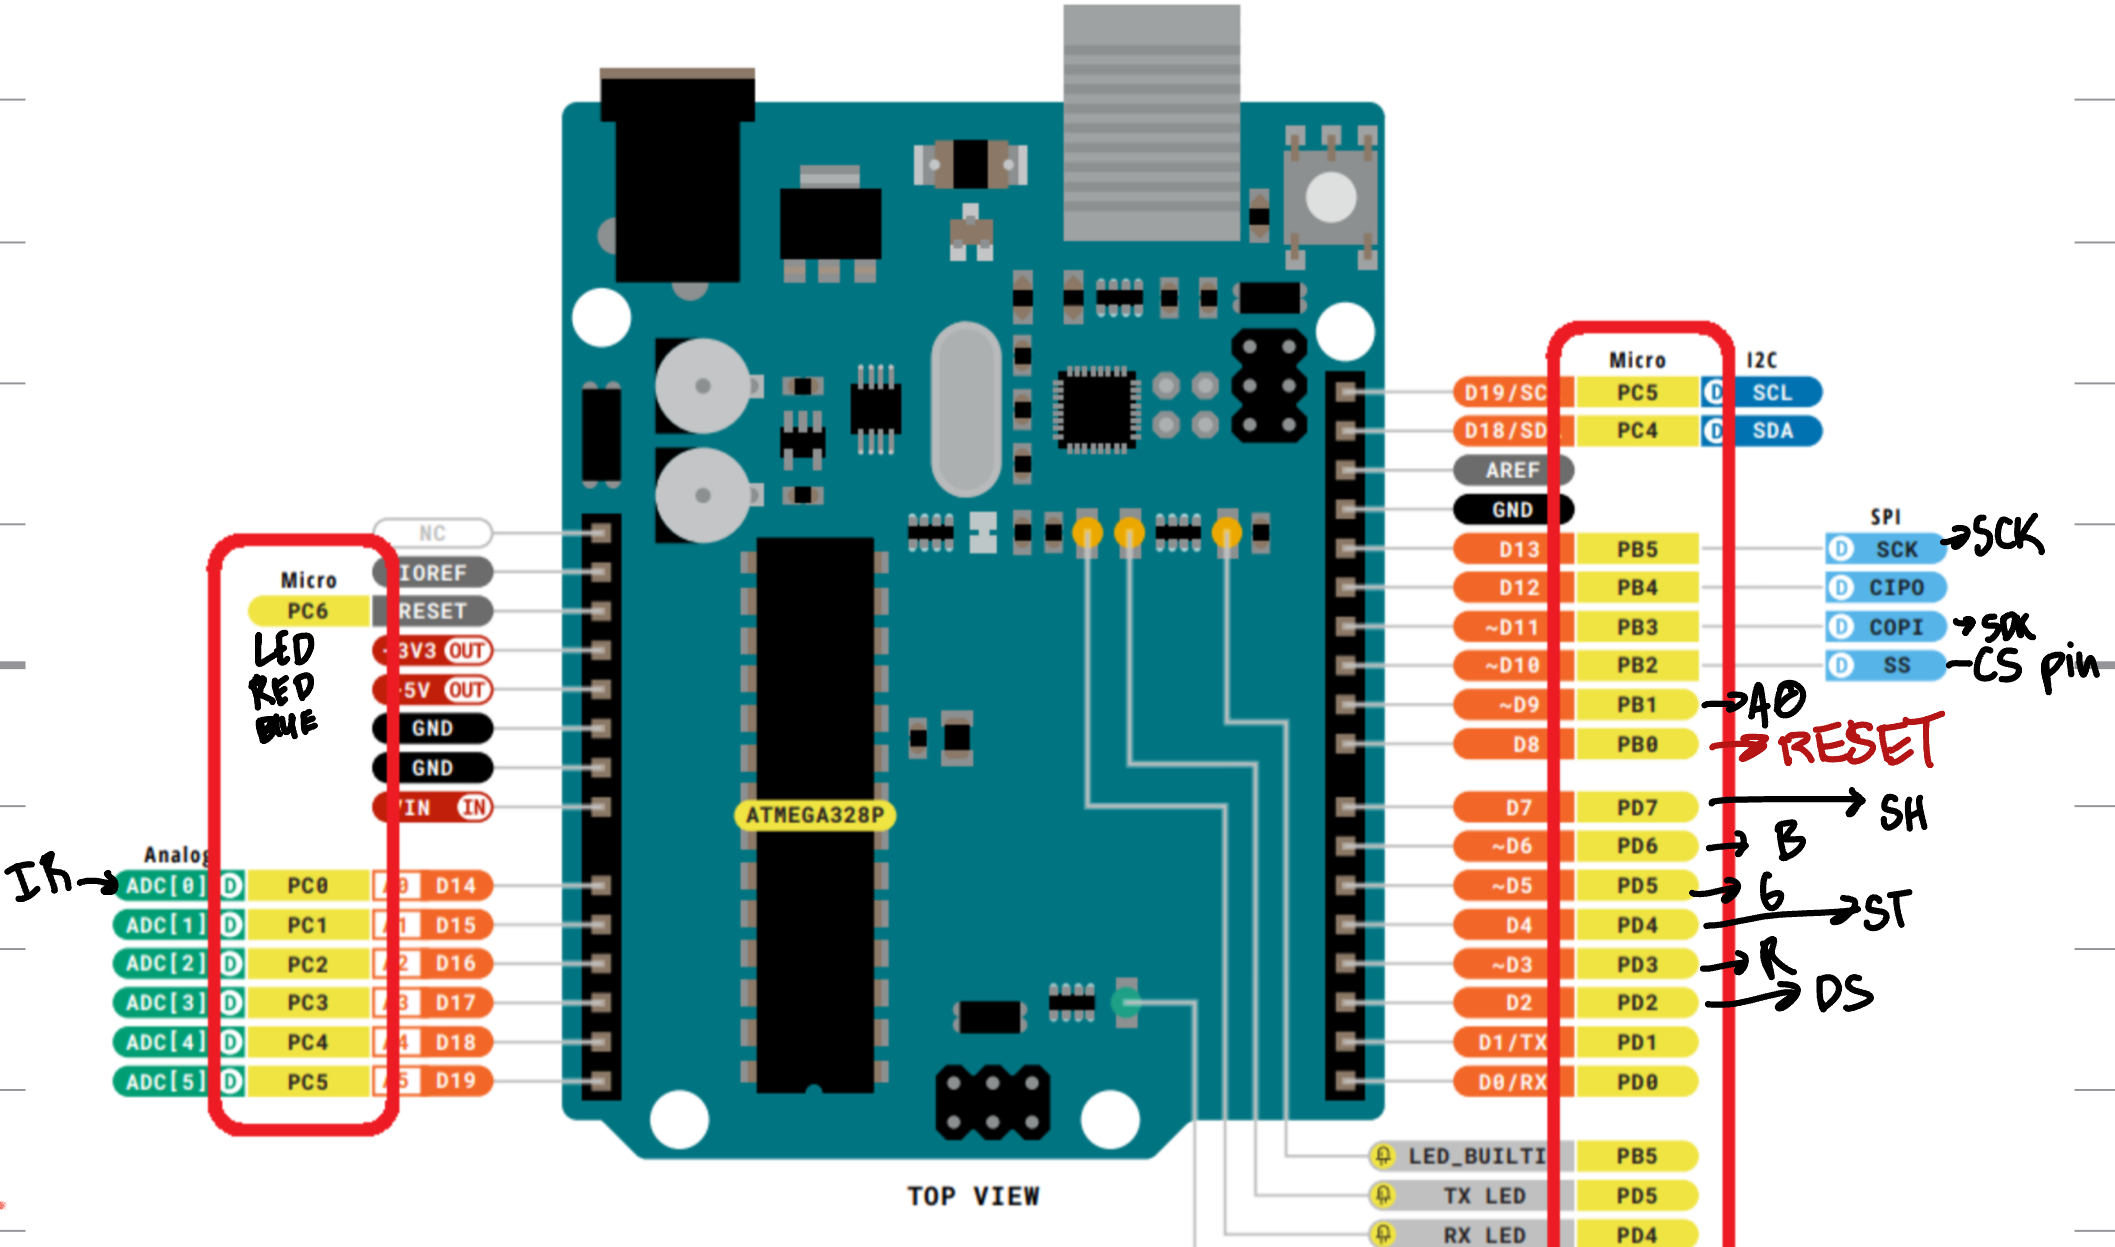 Micro I2C
D19/SC PC5 D SCL
D18/SD PC4 D SDA
AREF
GND
SPI
D13 PB5 D SCK →SCK
D12 PB4 D CIPO
~D11 PB3 D COPI →SDA
~D10 PB2 D SS -CS pin
~D9 PB1 →A0
D8 PB0 →RESET
D7 PD7 → SH
~D6 PD6 → B
~D5 PD5 → G
D4 PD4 → ST
~D3 PD3 → R
D2 PD2 → DS
D1/TX PD1
D0/RX PD0
LED_BUILTI PB5
TX LED PD5
RX LED PD4
NC
Micro IOREF
PC6 RESET
LED 3V3 OUT
RED 5V OUT
BLUE GND
GND
VIN IN
Analog
IR → ADC[0] D PC0 A0 D14
ADC[1] D PC1 A1 D15
ADC[2] D PC2 A2 D16
ADC[3] D PC3 A3 D17
ADC[4] D PC4 A4 D18
ADC[5] D PC5 A5 D19
ATMEGA328P
TOP VIEW